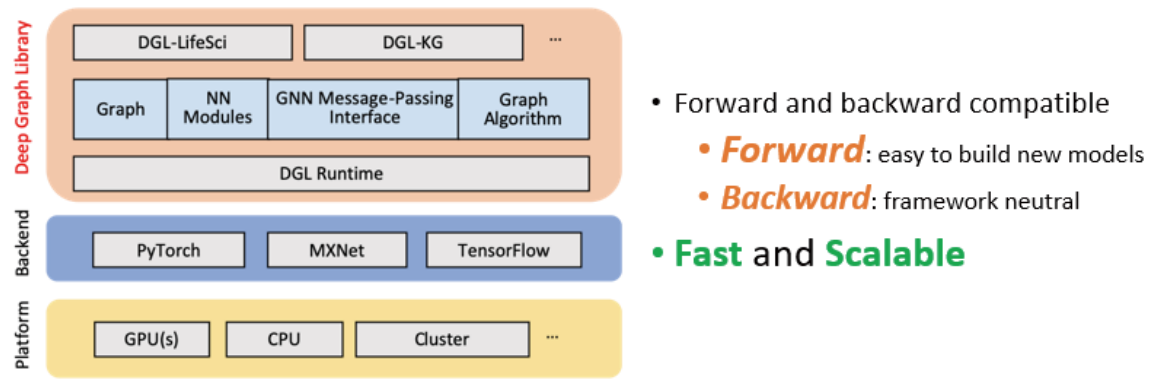 Deep Graph Library
DGL-LifeSci
DGL-KG
...
Graph
NN
Modules
GNN Message-Passing
Interface
Graph
Algorithm
DGL Runtime
Backend
PyTorch
MXNet
TensorFlow
Platform
GPU(s)
CPU
Cluster
...
• Forward and backward compatible
• Forward: easy to build new models
• Backward: framework neutral
• Fast and Scalable